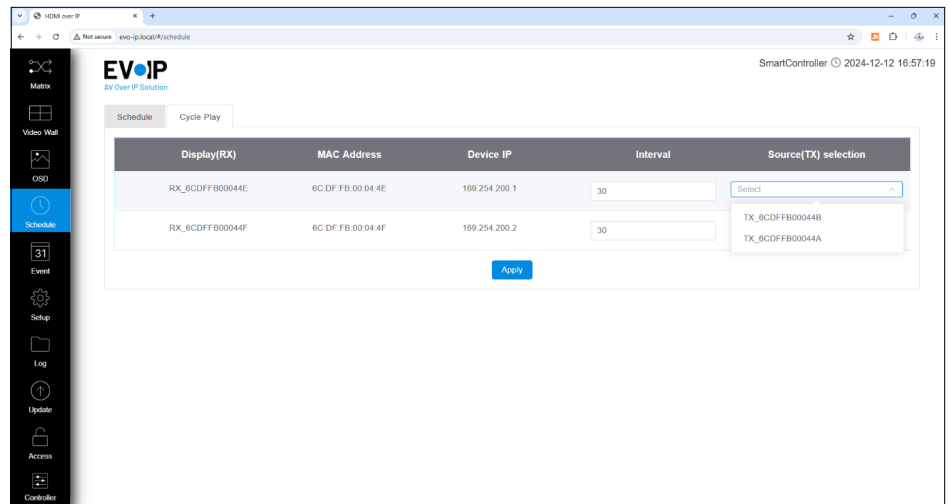 HDMI over IP
Not secure evo-ip.local/#/schedule
Matrix
Video Wall
OSD
Schedule
31
Event
Setup
Log
Update
Access
Controller
EVOIP
AV Over IP Solution
SmartController 2024-12-12 16:57:19
Schedule Cycle Play
Display(RX) MAC Address Device IP Interval Source(TX) selection
RX_6CDFFB00044E 6C:DF:FB:00:04:4E 169.254.200.1 30 Select
TX_6CDFFB00044B
RX_6CDFFB00044F 6C:DF:FB:00:04:4F 169.254.200.2 30
TX_6CDFFB00044A
Apply